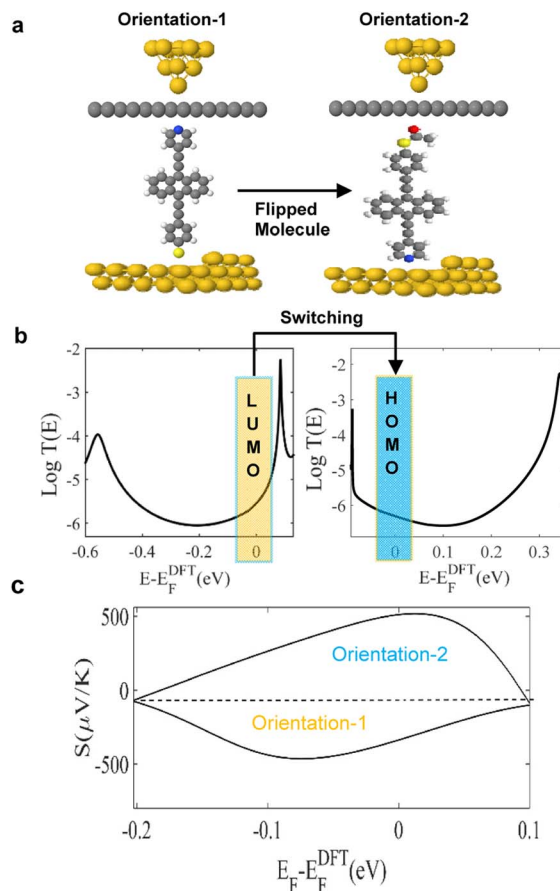 a
Orientation-1
Orientation-2
Flipped
Molecule
b
Switching
-2
-3
-4
-5
-6
Log T(E)
LUMO
-0.6
-0.4
-0.2
0
E-E_F^DFT(eV)
-2
-3
-4
-5
-6
Log T(E)
HOMO
0
0.1
0.2
0.3
E-E_F^DFT(eV)
c
500
0
-500
S(μV/K)
Orientation-2
Orientation-1
-0.2
-0.1
0
0.1
E_F-E_F^DFT(eV)